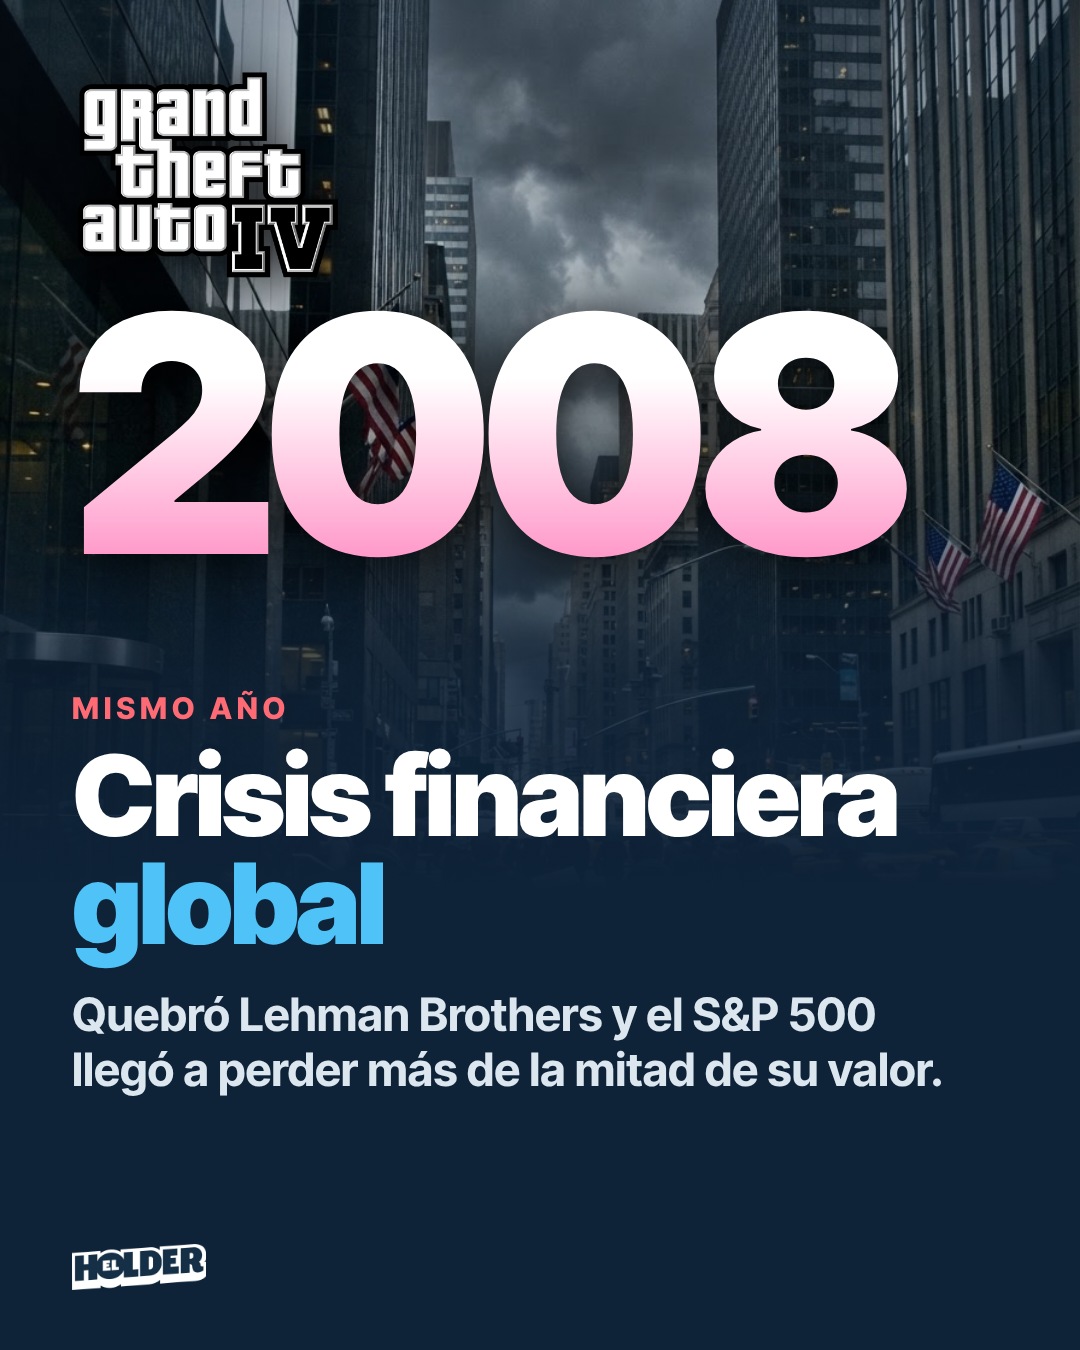 grand
theft
auto IV
2008
MISMO AÑO
Crisis financiera
global
Quebró Lehman Brothers y el S&P 500
llegó a perder más de la mitad de su valor.
EL HOLDER